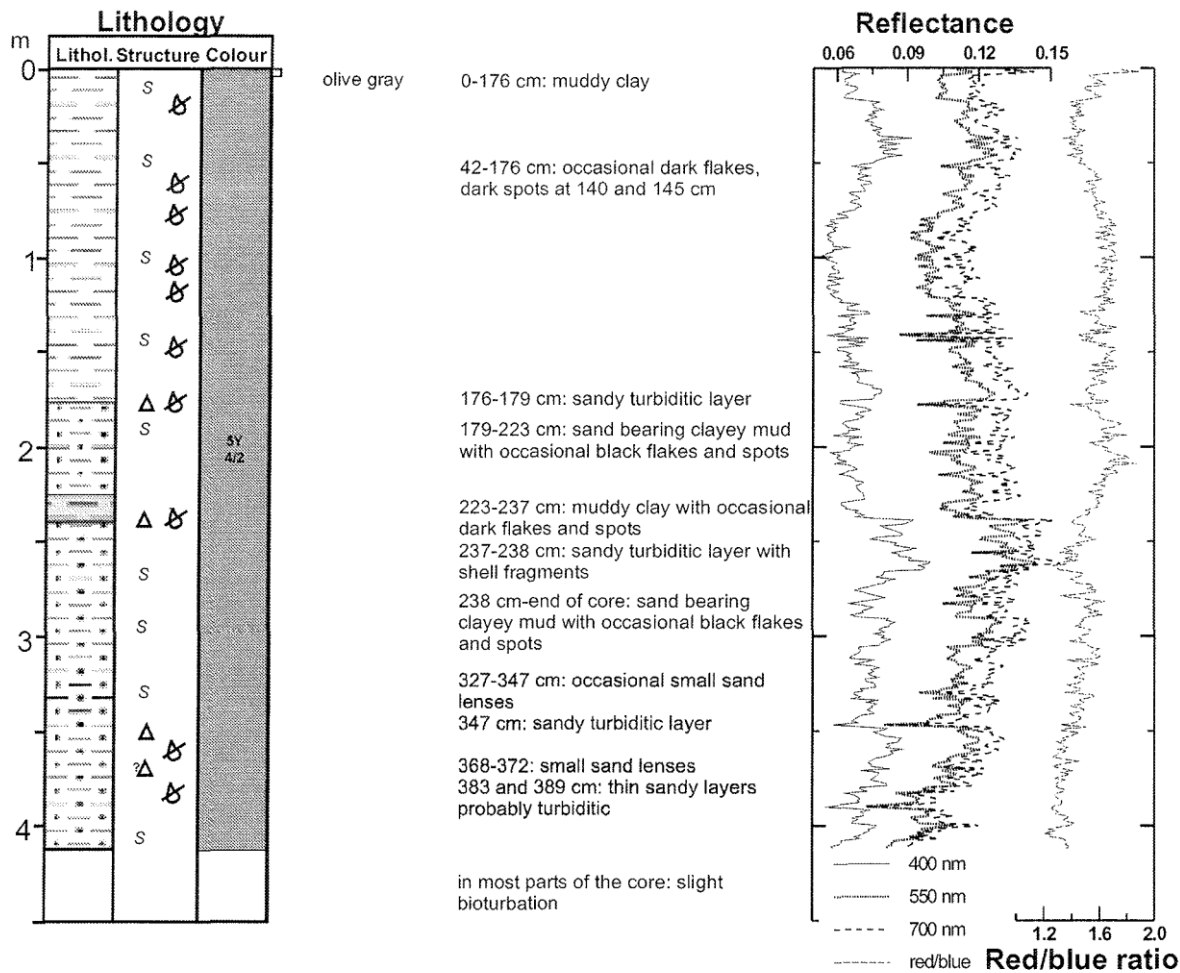 Lithology
Reflectance
m
Lithol. Structure Colour
0.06 0.09 0.12 0.15
0
olive gray
0-176 cm: muddy clay
S
S
42-176 cm: occasional dark flakes,
dark spots at 140 and 145 cm
1
S
S
176-179 cm: sandy turbiditic layer
S
179-223 cm: sand bearing clayey mud
with occasional black flakes and spots
2
5Y
4/2
223-237 cm: muddy clay with occasional
dark flakes and spots
237-238 cm: sandy turbiditic layer with
shell fragments
S
238 cm-end of core: sand bearing
clayey mud with occasional black flakes
and spots
S
3
S
327-347 cm: occasional small sand
lenses
347 cm: sandy turbiditic layer
?
368-372: small sand lenses
383 and 389 cm: thin sandy layers
probably turbiditic
4
S
in most parts of the core: slight
bioturbation
400 nm
550 nm
700 nm
red/blue
1.2 1.6 2.0
Red/blue ratio